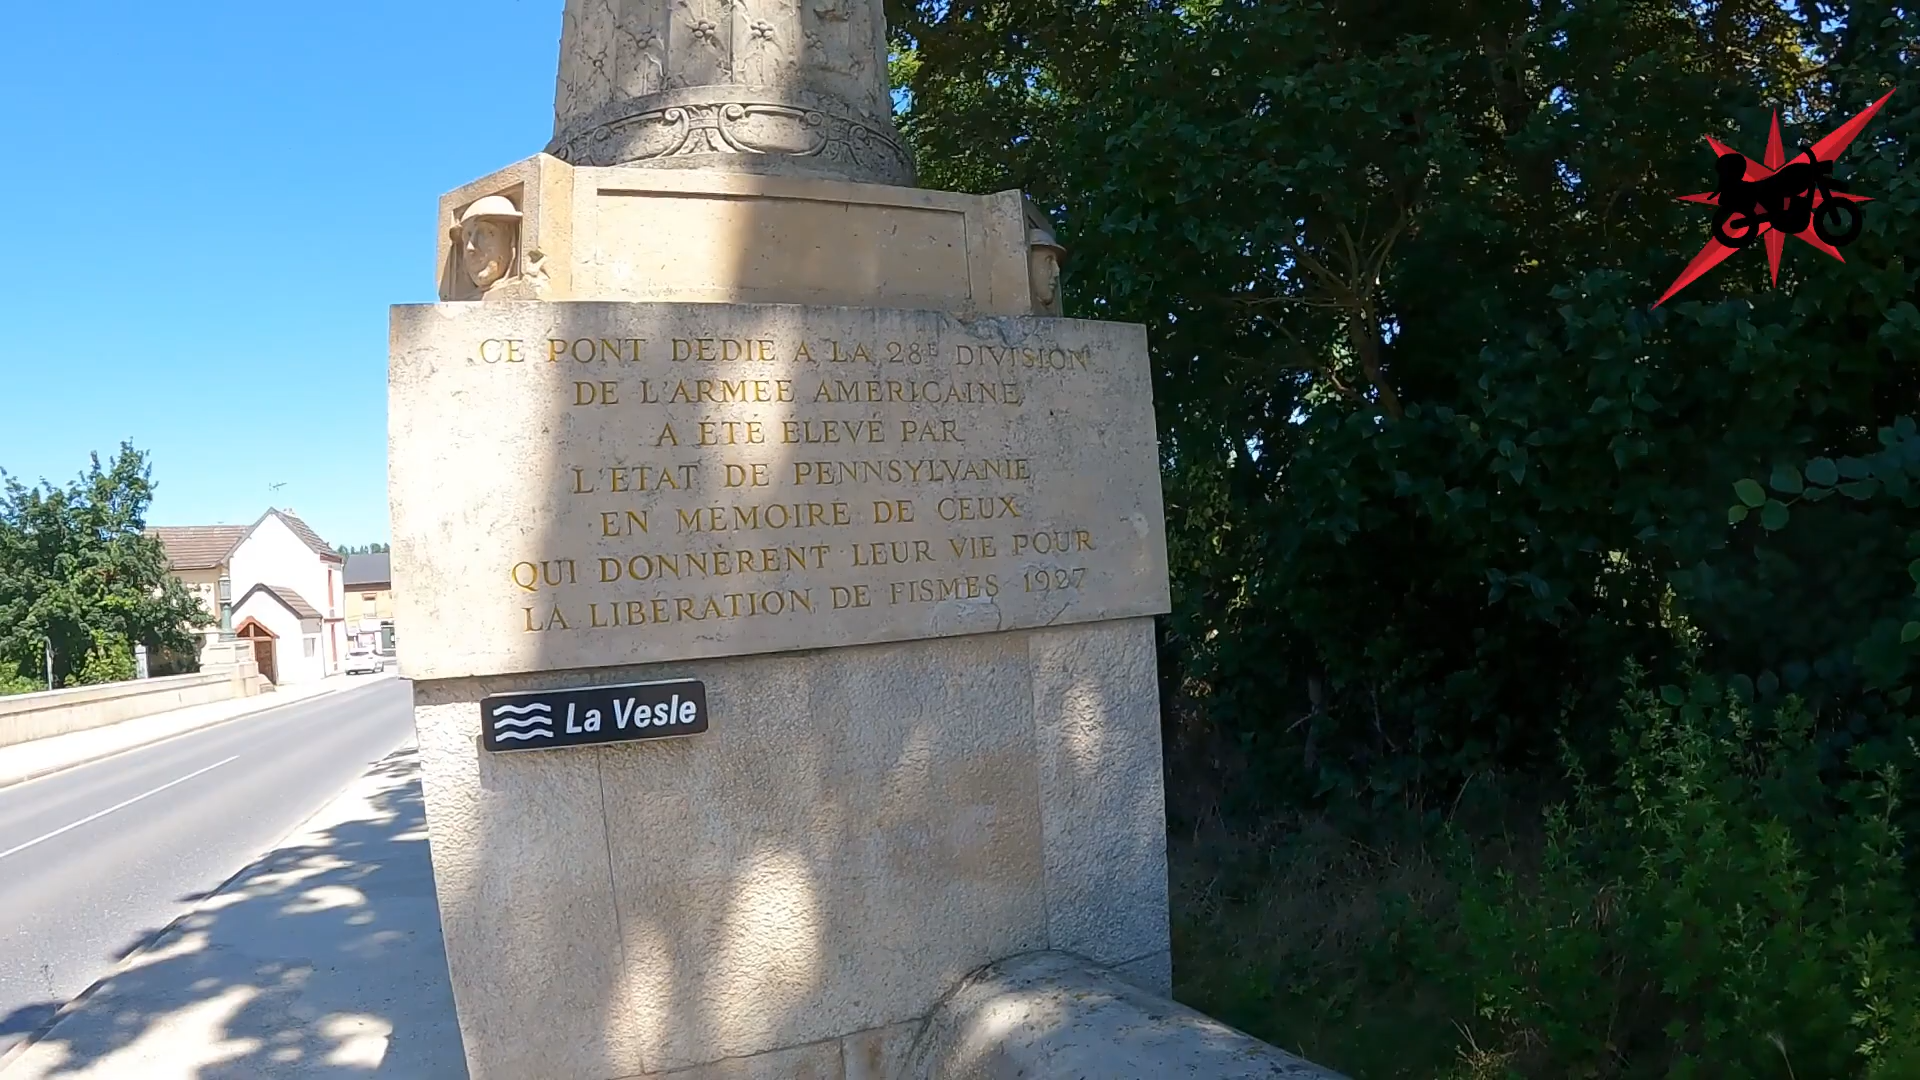 CE PONT DÉDIÉ A LA 28E DIVISION
DE L'ARMÉE AMÉRICAINE
A ÉTÉ ÉLEVÉ PAR
L'ÉTAT DE PENNSYLVANIE
EN MÉMOIRE DE CEUX
QUI DONNÈRENT LEUR VIE POUR
LA LIBÉRATION DE FISMES 1927
La Vesle